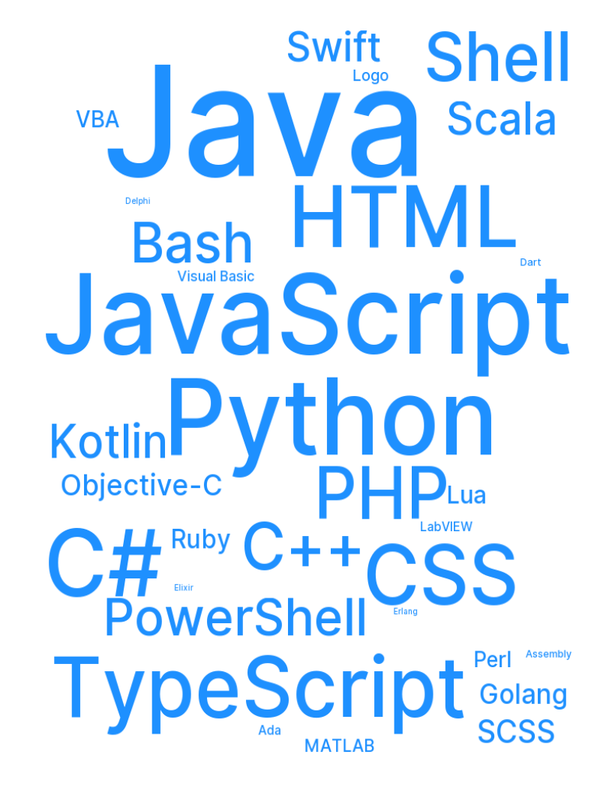 Swift
Shell
Logo
Java
Scala
VBA
HTML
Delphi
Bash
Dart
Visual Basic
JavaScript
Python
Kotlin
Objective-C
PHP
Lua
LabVIEW
C#
Ruby
C++
CSS
Elixir
Erlang
PowerShell
Assembly
Perl
TypeScript
Golang
SCSS
Ada
MATLAB